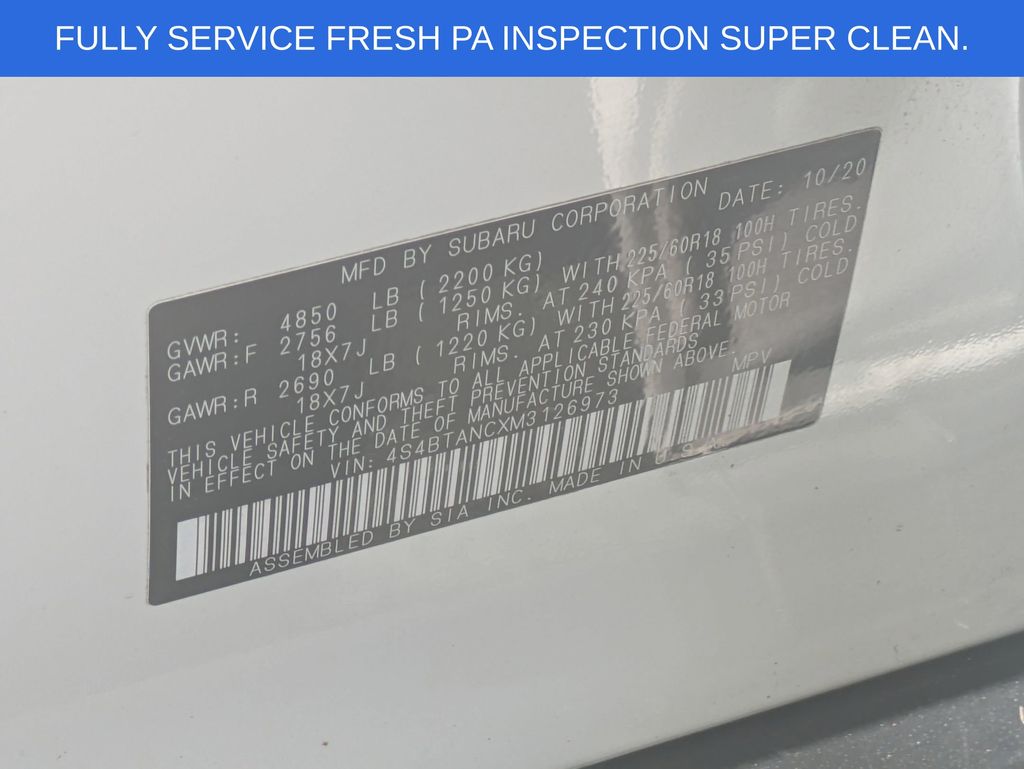 FULLY SERVICE FRESH PA INSPECTION SUPER CLEAN.
MFD BY SUBARU CORPORATION DATE: 10/20
GVWR: 4850 LB ( 2200 KG)
GAWR:F 2756 LB ( 1250 KG) WITH 225/60R18 100H TIRES.
18X7J RIMS. AT 240 KPA ( 35 PSI) COLD
GAWR:R 2690 LB ( 1220 KG) WITH 225/60R18 100H TIRES.
18X7J RIMS. AT 230 KPA ( 33 PSI) COLD
THIS VEHICLE CONFORMS TO ALL APPLICABLE FEDERAL MOTOR
VEHICLE SAFETY AND THEFT PREVENTION STANDARDS
IN EFFECT ON THE DATE OF MANUFACTURE SHOWN ABOVE.
VIN: 4S4BTANCXM3126973 MPV
ASSEMBLED BY SIA INC. MADE IN U.S.A.